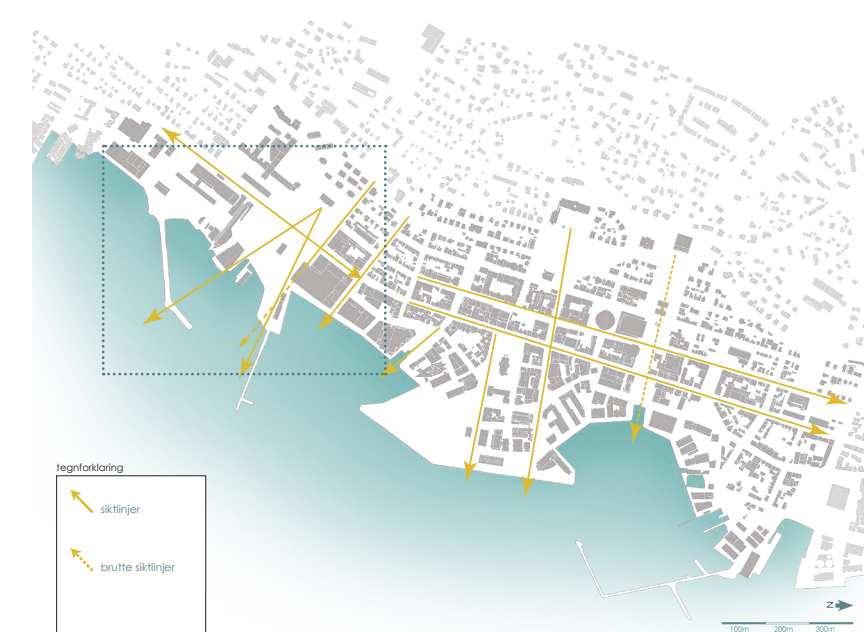 tegnforklaring
siktlinjer
brutte siktlinjer
z
100m 200m 300m